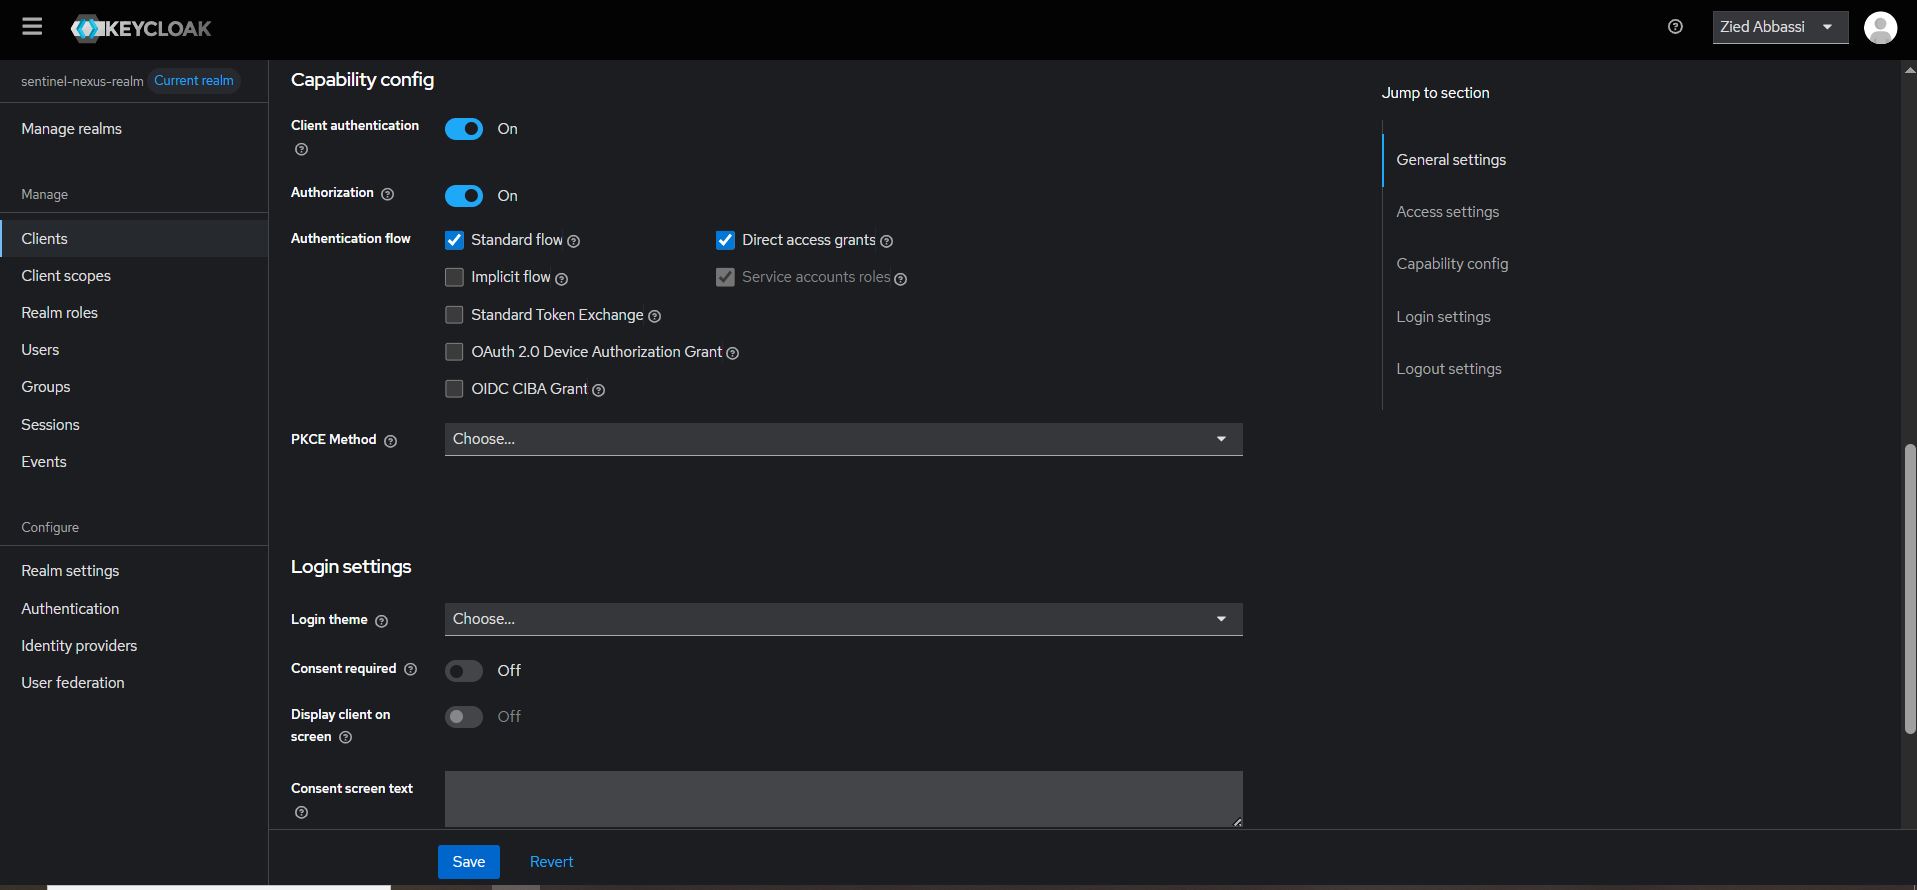 KEYCLOAK
Zied Abbassi
sentinel-nexus-realm Current realm
Manage realms
Manage
Clients
Client scopes
Realm roles
Users
Groups
Sessions
Events
Configure
Realm settings
Authentication
Identity providers
User federation
Capability config
Client authentication
On
Authorization
On
Authentication flow
Standard flow
Direct access grants
Implicit flow
Service accounts roles
Standard Token Exchange
OAuth 2.0 Device Authorization Grant
OIDC CIBA Grant
PKCE Method
Choose...
Login settings
Login theme
Choose...
Consent required
Off
Display client on
screen
Off
Consent screen text
Save
Revert
Jump to section
General settings
Access settings
Capability config
Login settings
Logout settings